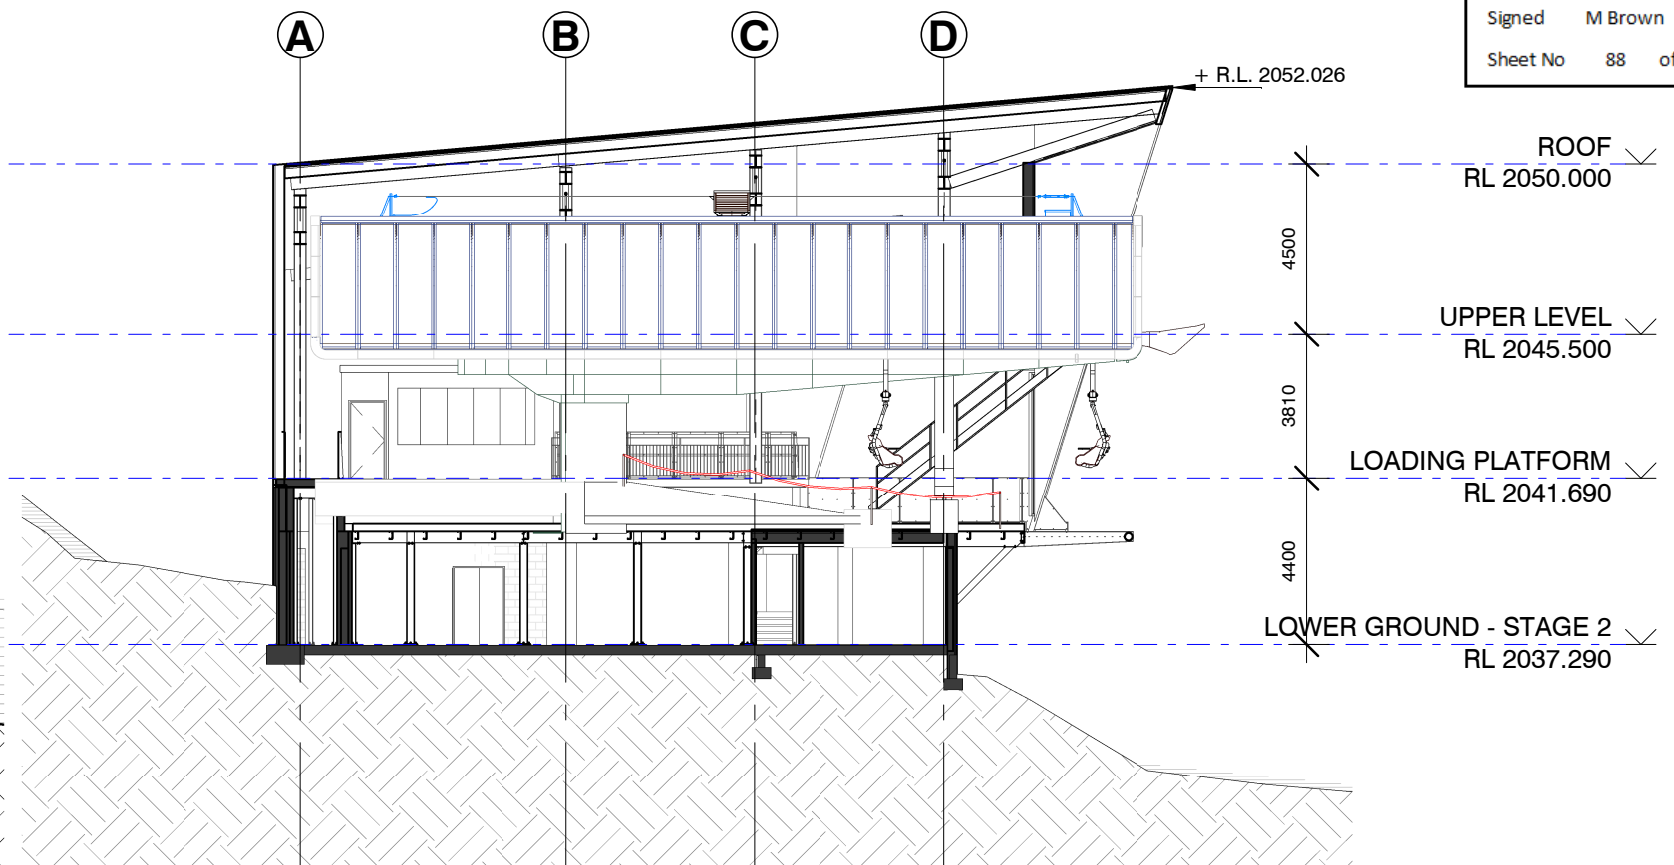 A B C D
Signed M Brown
Sheet No 88 of
+ R.L. 2052.026
ROOF
RL 2050.000
4500
UPPER LEVEL
RL 2045.500
3810
LOADING PLATFORM
RL 2041.690
4400
LOWER GROUND - STAGE 2
RL 2037.290